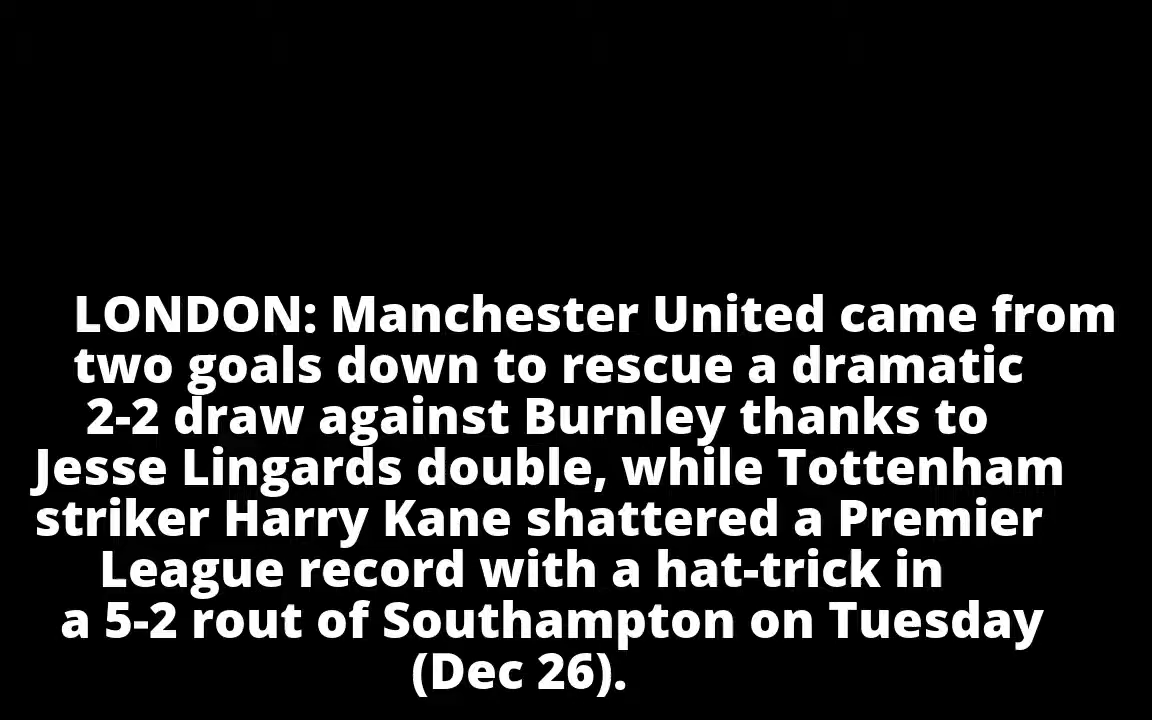 LONDON: Manchester United came from
two goals down to rescue a dramatic
2-2 draw against Burnley thanks to
Jesse Lingards double, while Tottenham
striker Harry Kane shattered a Premier
League record with a hat-trick in
a 5-2 rout of Southampton on Tuesday
(Dec 26).